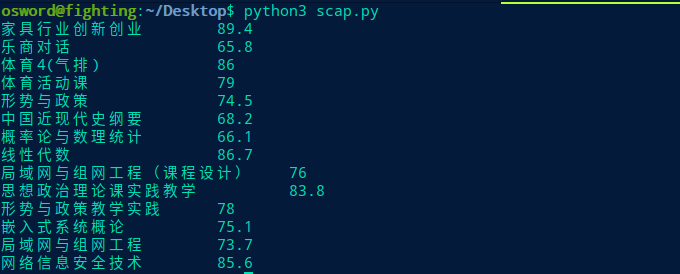 osword@fighting:~/Desktop$ python3 scap.py
家具行业创新创业 89.4
乐商对话 65.8
体育4(气排) 86
体育活动课 79
形势与政策 74.5
中国近现代史纲要 68.2
概率论与数理统计 66.1
线性代数 86.7
局域网与组网工程（课程设计） 76
思想政治理论课实践教学 83.8
形势与政策教学实践 78
嵌入式系统概论 75.1
局域网与组网工程 73.7
网络信息安全技术 85.6